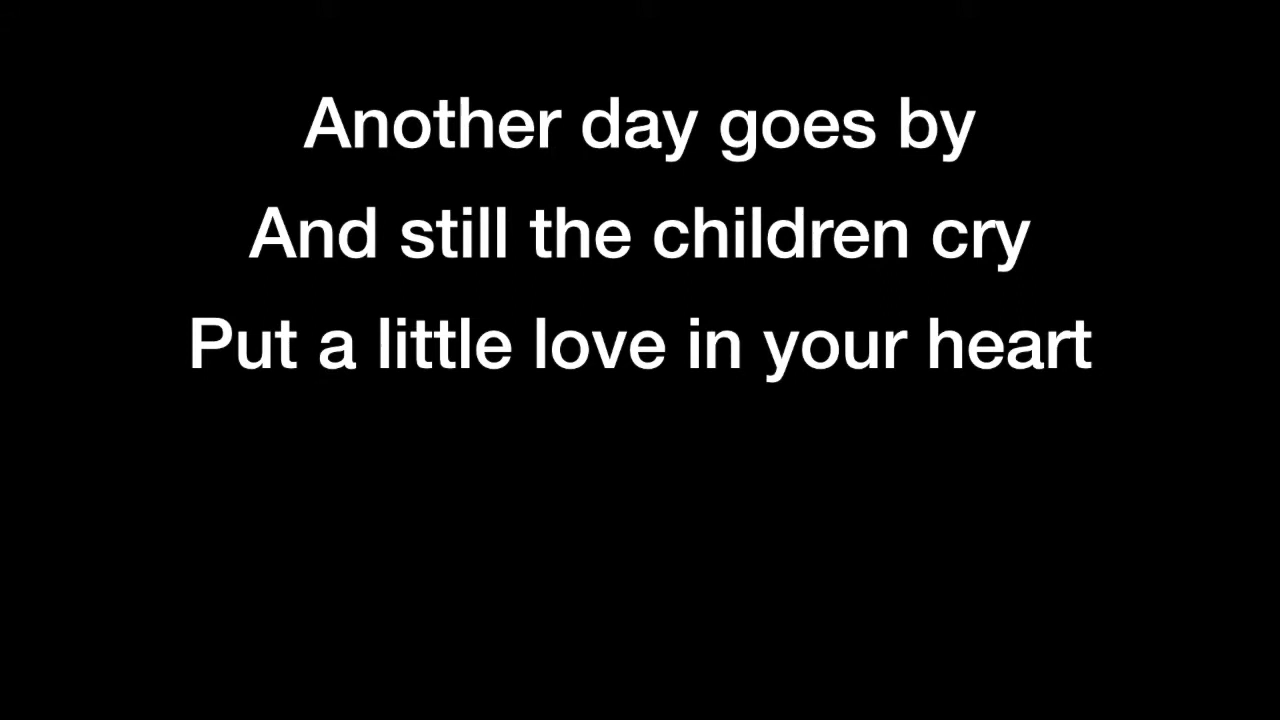 Another day goes by
And still the children cry
Put a little love in your heart